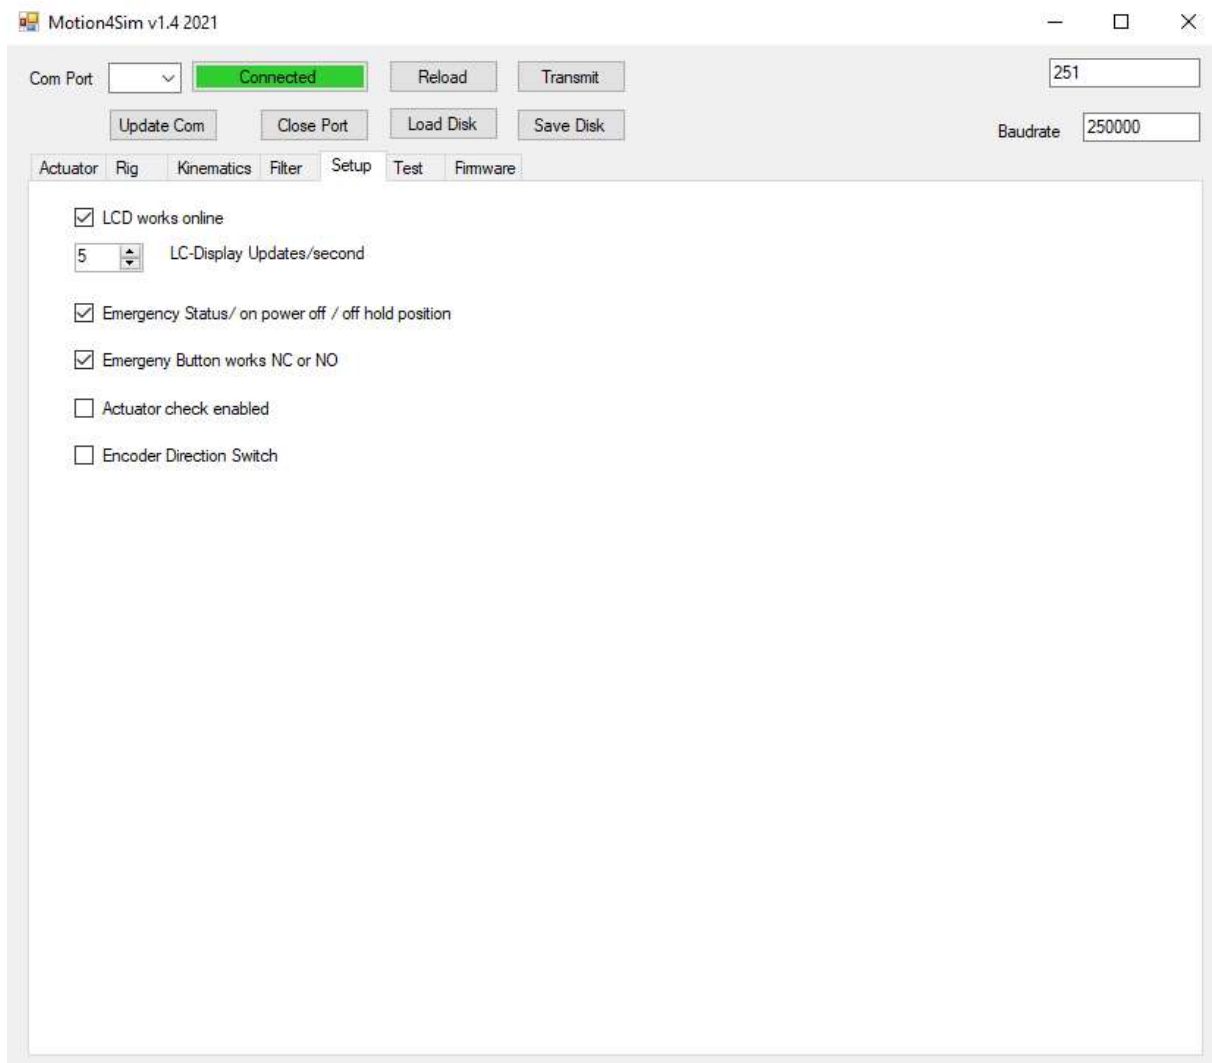 Motion4Sim v1.4 2021
Com Port Connected Reload Transmit 251
Update Com Close Port Load Disk Save Disk Baudrate 250000
Actuator Rig Kinematics Filter Setup Test Firmware
LCD works online
5 LC-Display Updates/second
Emergency Status/ on power off / off hold position
Emergeny Button works NC or NO
Actuator check enabled
Encoder Direction Switch